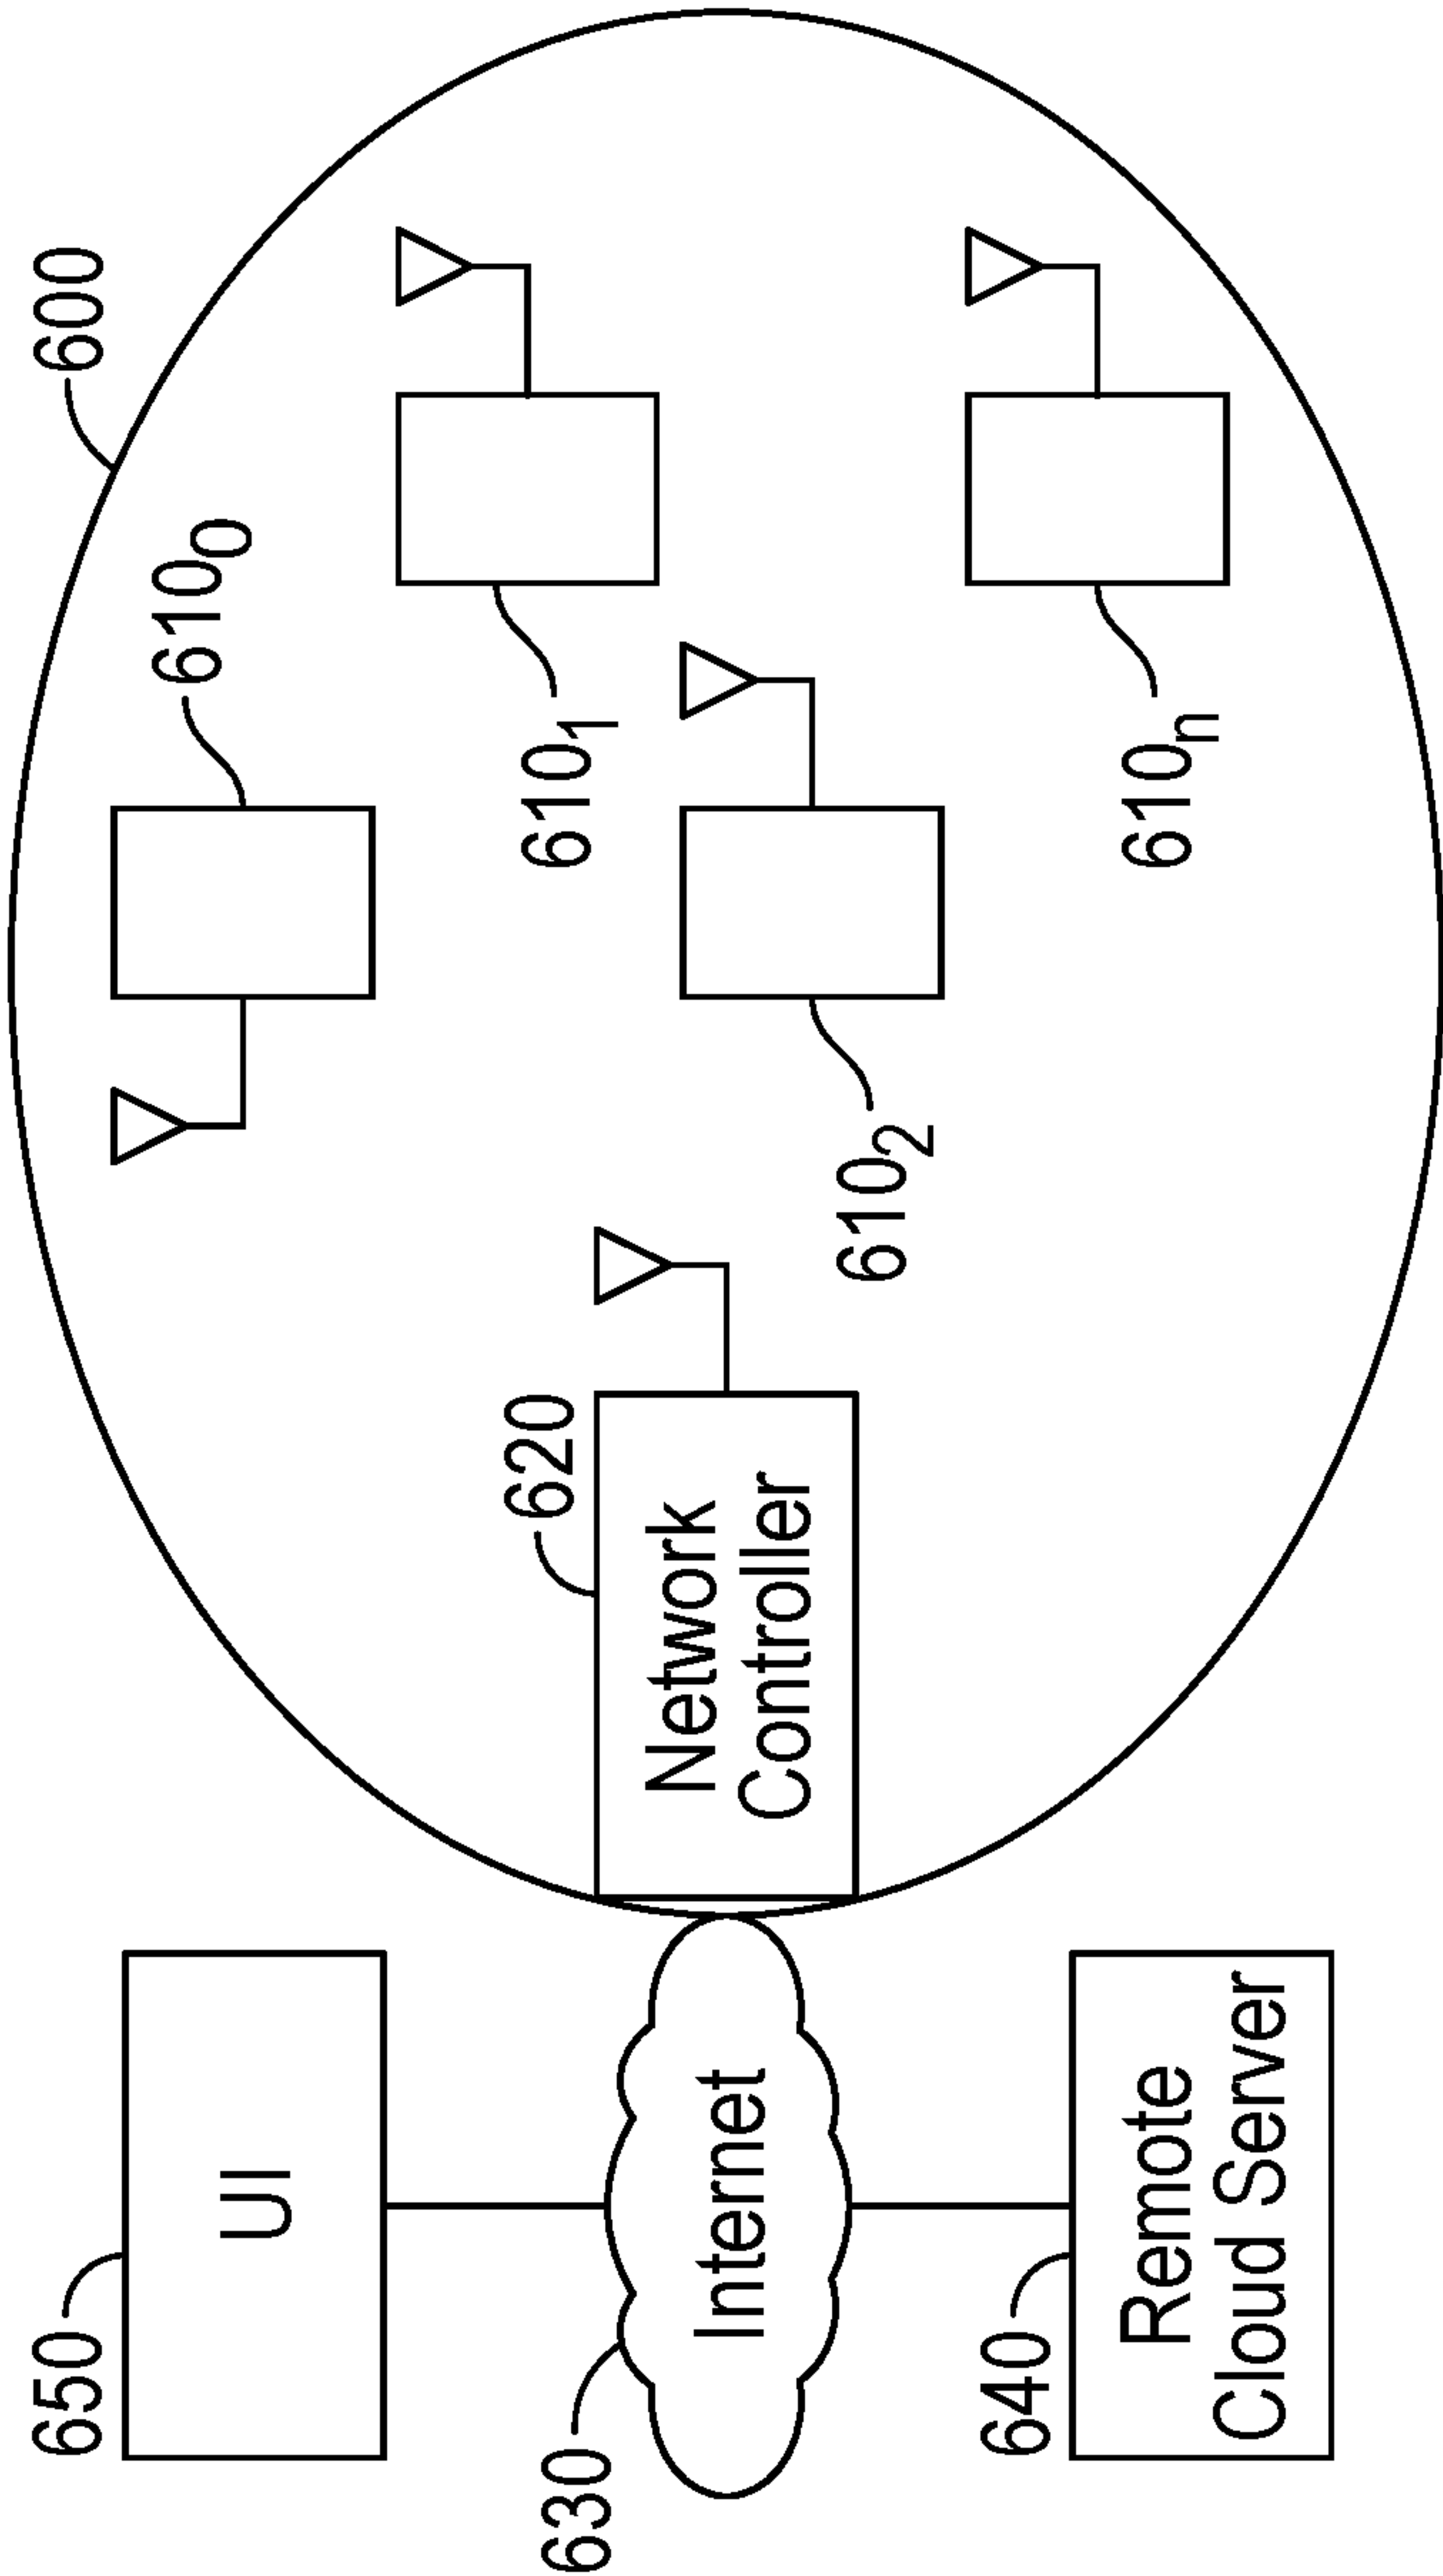 650
UI
630
Internet
640
Remote
Cloud Server
620
Network
Controller
600
610₀
610₁
610₂
610ₙ